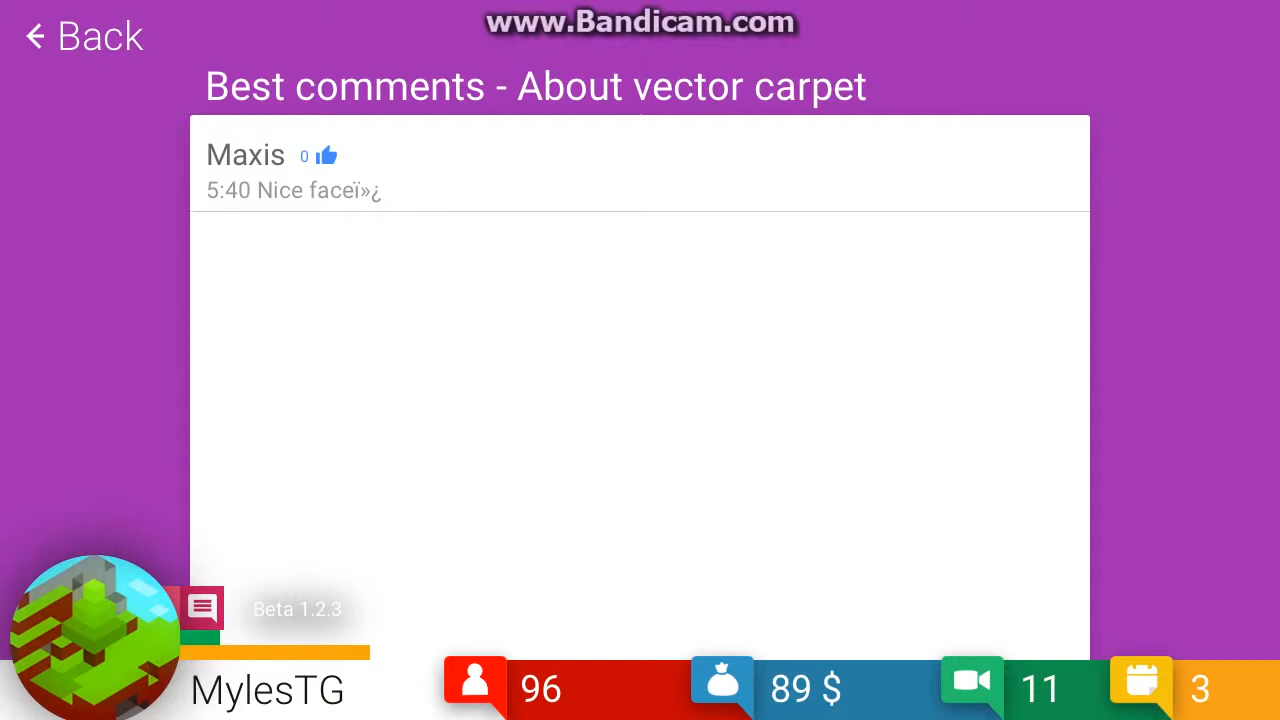 www.Bandicam.com
Back
Best comments - About vector carpet
Maxis 0
5:40 Nice faceï»¿
Beta 1.2.3
MylesTG
96
89 $
11
3